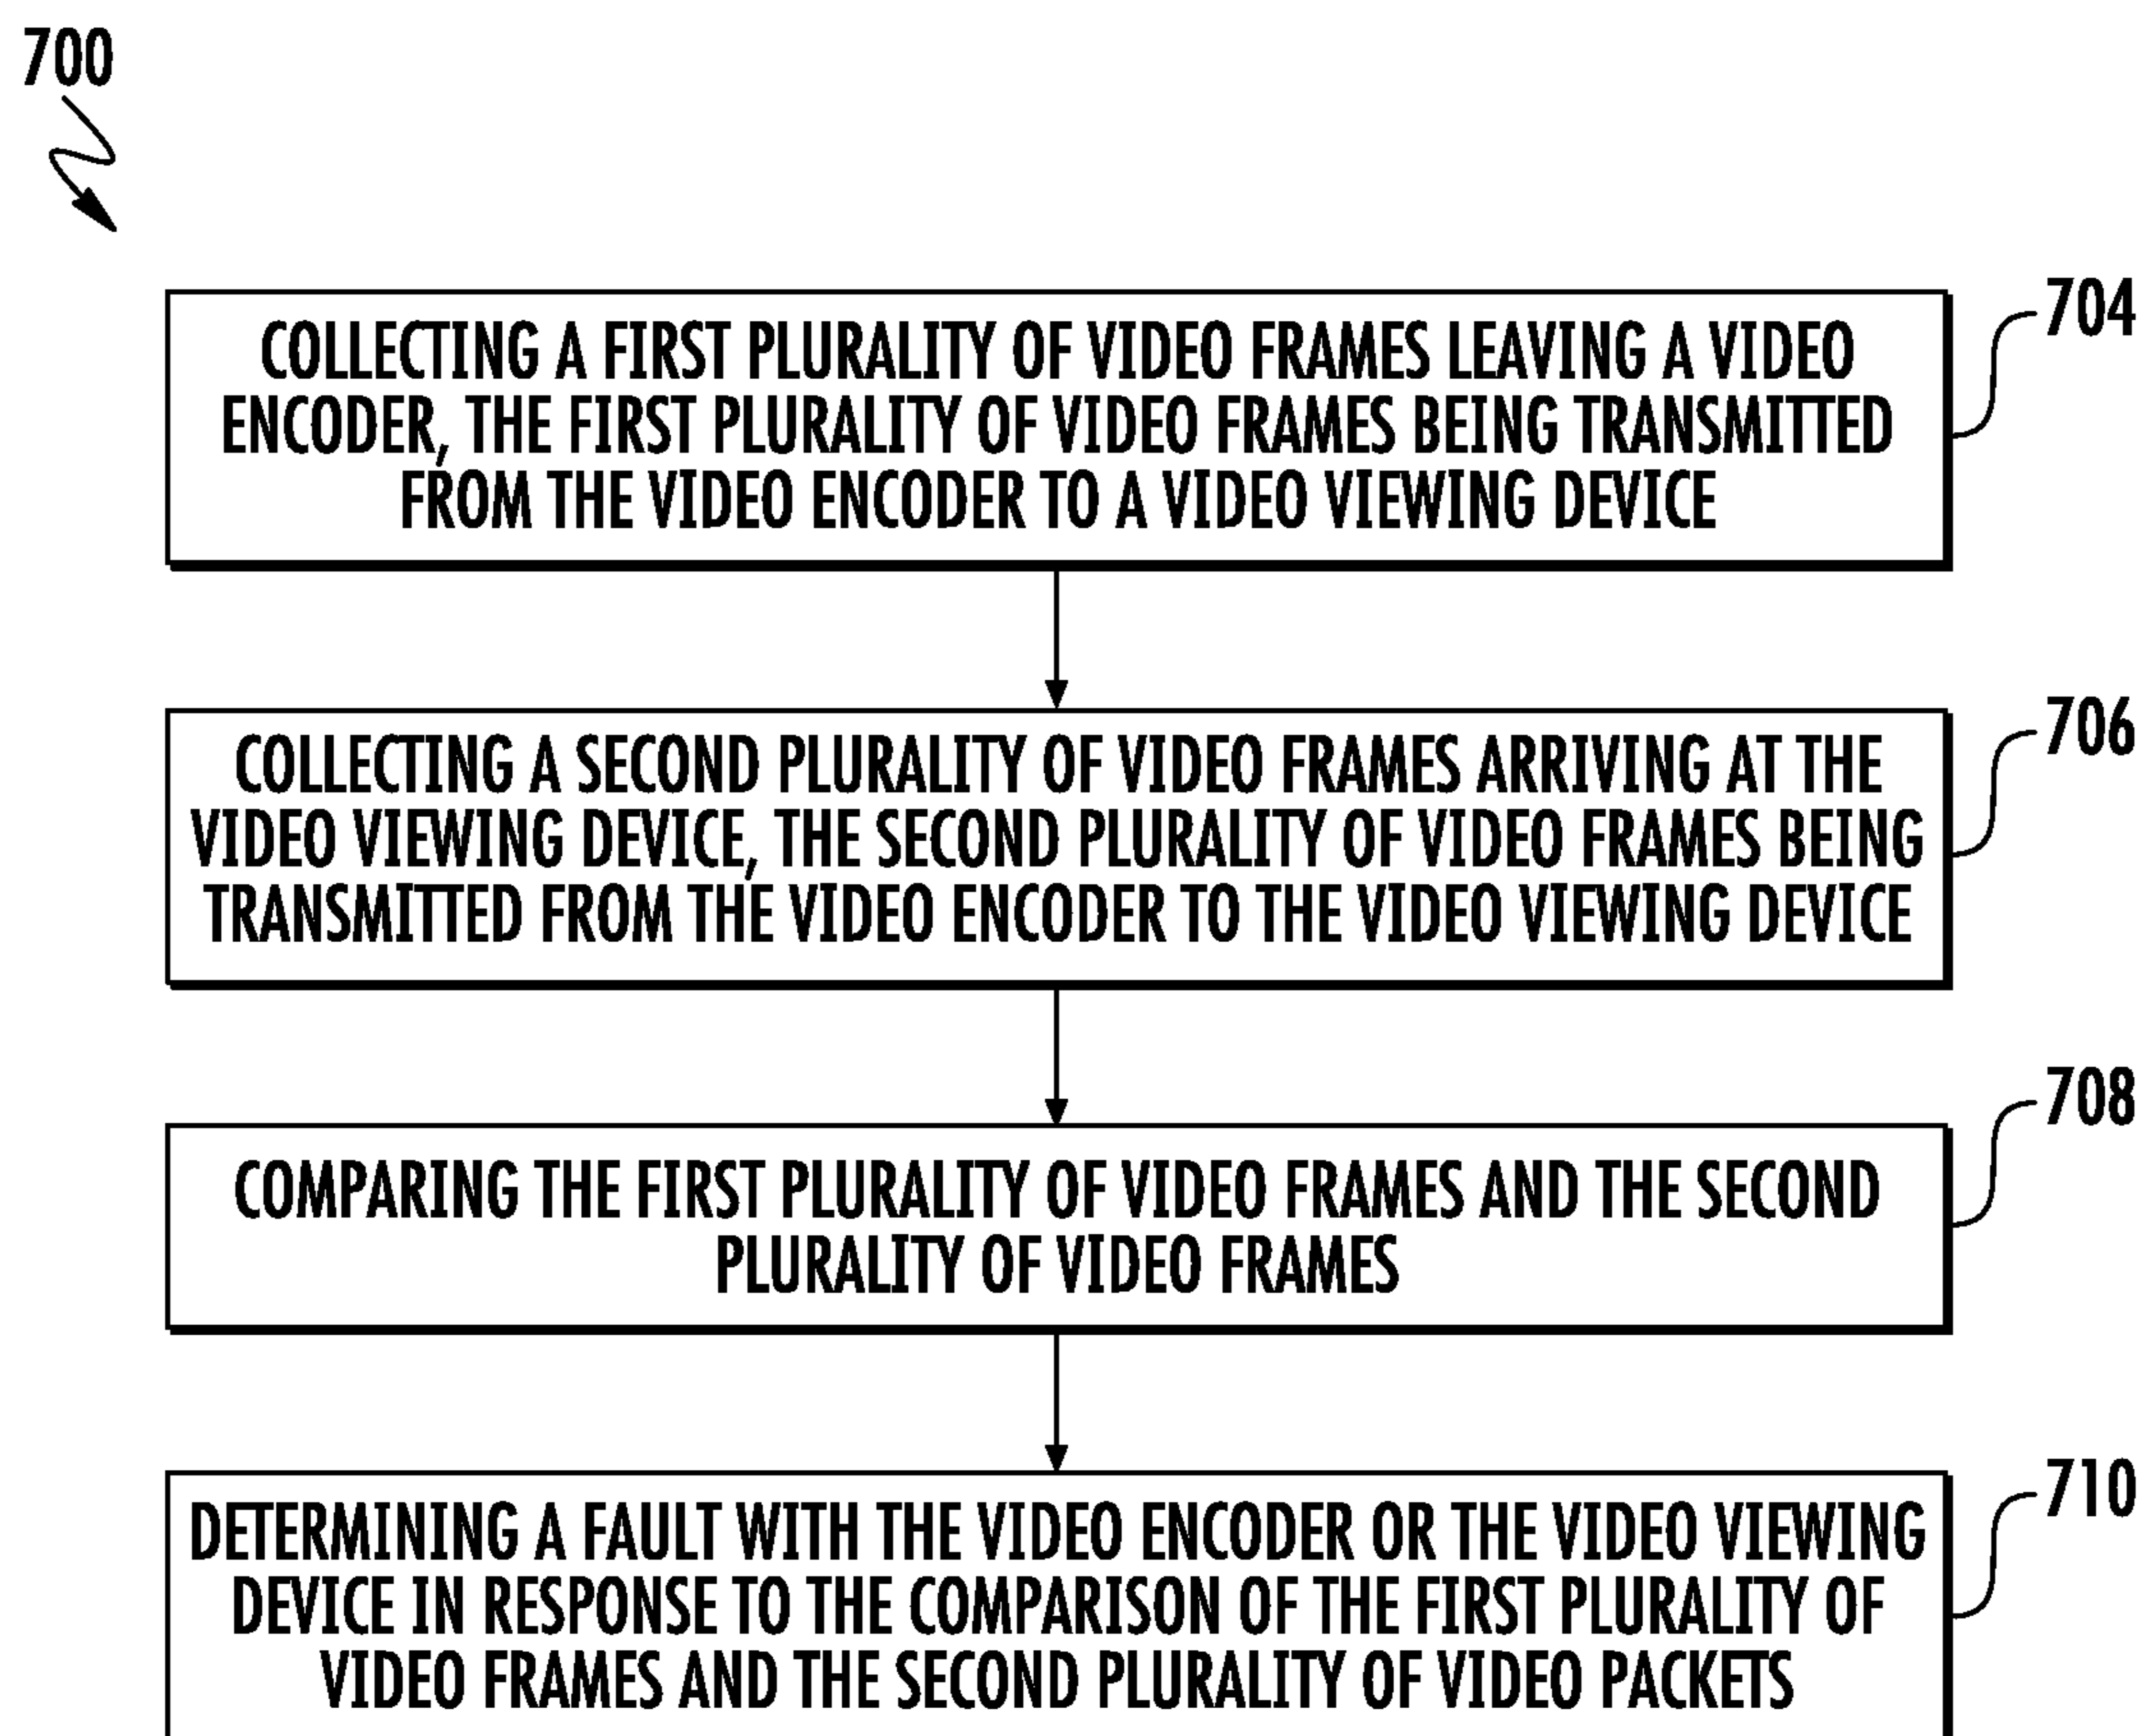 700
704
COLLECTING A FIRST PLURALITY OF VIDEO FRAMES LEAVING A VIDEO
ENCODER, THE FIRST PLURALITY OF VIDEO FRAMES BEING TRANSMITTED
FROM THE VIDEO ENCODER TO A VIDEO VIEWING DEVICE
706
COLLECTING A SECOND PLURALITY OF VIDEO FRAMES ARRIVING AT THE
VIDEO VIEWING DEVICE, THE SECOND PLURALITY OF VIDEO FRAMES BEING
TRANSMITTED FROM THE VIDEO ENCODER TO THE VIDEO VIEWING DEVICE
708
COMPARING THE FIRST PLURALITY OF VIDEO FRAMES AND THE SECOND
PLURALITY OF VIDEO FRAMES
710
DETERMINING A FAULT WITH THE VIDEO ENCODER OR THE VIDEO VIEWING
DEVICE IN RESPONSE TO THE COMPARISON OF THE FIRST PLURALITY OF
VIDEO FRAMES AND THE SECOND PLURALITY OF VIDEO PACKETS